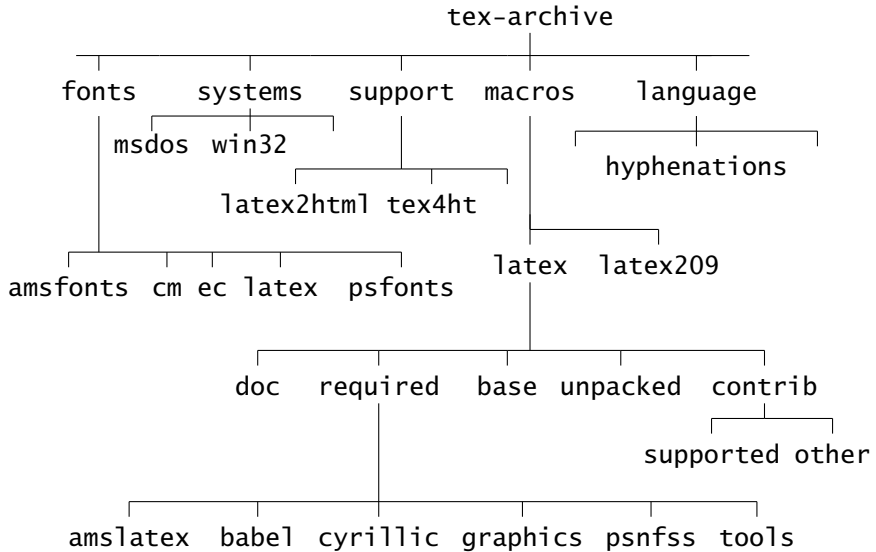 tex-archive
fonts systems support macros language
msdos win32
hyphenations
latex2html tex4ht
latex latex209
amsfonts cm ec latex psfonts
doc required base unpacked contrib
supported other
amslatex babel cyrillic graphics psnfss tools